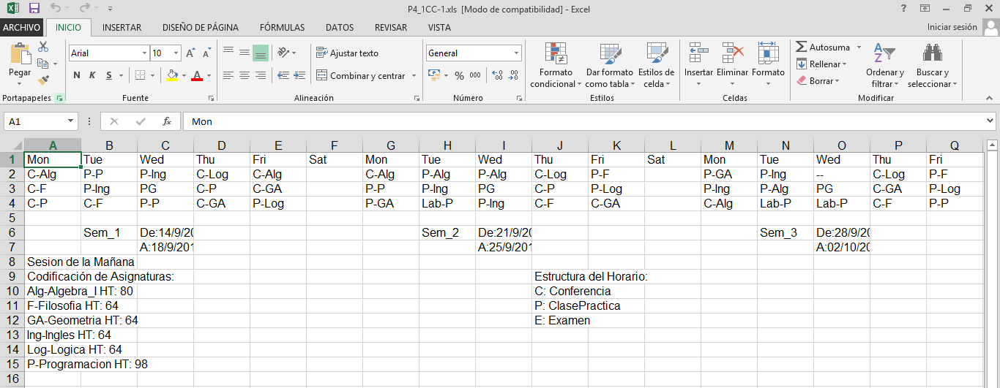 P4_1CC-1.xls [Modo de compatibilidad] - Excel
ARCHIVO INICIO INSERTAR DISEÑO DE PÁGINA FÓRMULAS DATOS REVISAR VISTA Iniciar sesión
Pegar
Portapapeles
Arial 10
N K S
Fuente
Ajustar texto
Combinar y centrar
Alineación
General
% 000
Número
Formato condicional
Dar formato como tabla
Estilos de celda
Estilos
Insertar Eliminar Formato
Celdas
Autosuma
Rellenar
Borrar
Ordenar y filtrar
Buscar y seleccionar
Modificar
A1 fx Mon
A B C D E F G H I J K L M N O P Q
1 Mon Tue Wed Thu Fri Sat Mon Tue Wed Thu Fri Sat Mon Tue Wed Thu Fri
2 C-Alg P-P P-Ing C-Log C-Alg C-Alg P-Alg P-Alg C-Log P-F P-GA P-Ing -- C-Log P-F
3 C-F P-Ing PG C-P C-GA P-P P-Ing PG C-P P-Log P-Ing P-Alg PG C-GA P-Log
4 C-P C-F P-P C-GA P-Log P-GA Lab-P P-Ing C-F C-GA C-Alg Lab-P Lab-P C-F P-P
5
6 Sem_1 De:14/9/20 Sem_2 De:21/9/20 Sem_3 De:28/9/20
7 A:18/9/201 A:25/9/201 A:02/10/20
8 Sesion de la Mañana
9 Codificación de Asignaturas: Estructura del Horario:
10 Alg-Algebra_I HT: 80 C: Conferencia
11 F-Filosofia HT: 64 P: ClasePractica
12 GA-Geometria HT: 64 E: Examen
13 Ing-Ingles HT: 64
14 Log-Logica HT: 64
15 P-Programacion HT: 98
16